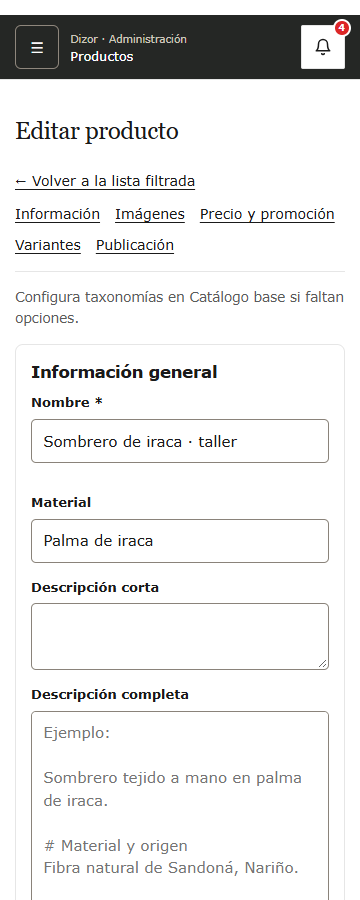 ☰
Dizor · Administración
Productos
4
Editar producto
← Volver a la lista filtrada
Información Imágenes Precio y promoción
Variantes Publicación
Configura taxonomías en Catálogo base si faltan
opciones.
Información general
Nombre *
Sombrero de iraca · taller
Material
Palma de iraca
Descripción corta
Descripción completa
Ejemplo:
Sombrero tejido a mano en palma
de iraca.
# Material y origen
Fibra natural de Sandoná, Nariño.